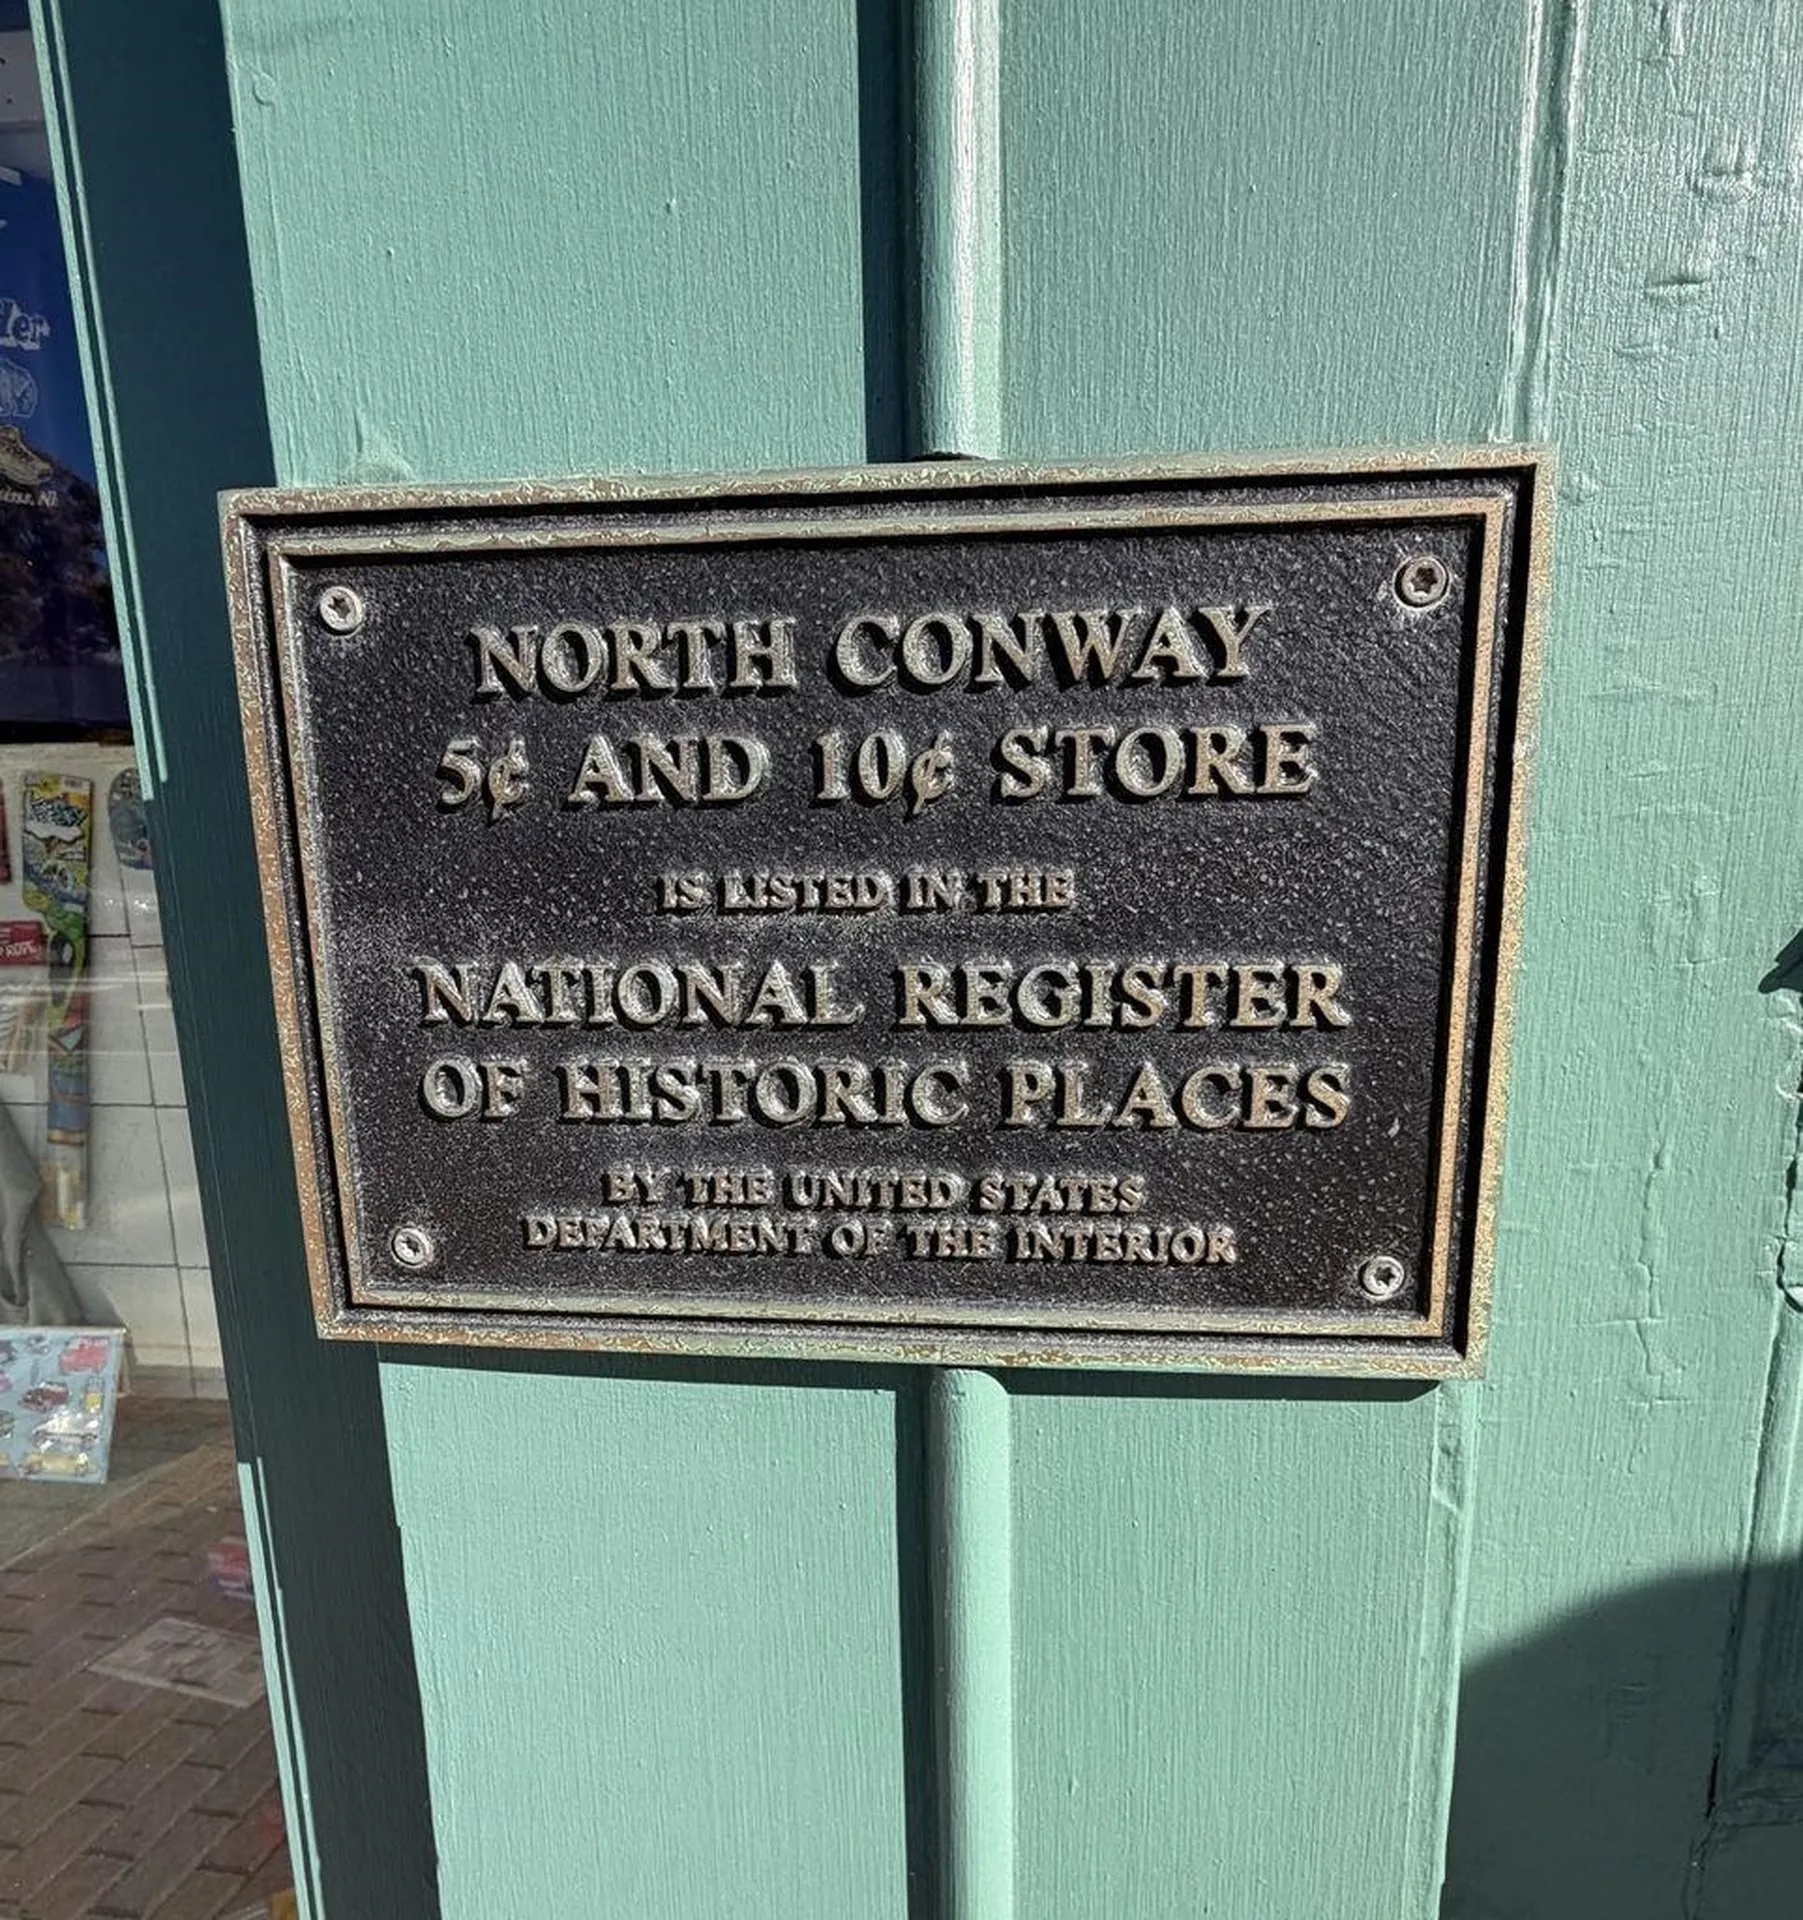 NORTH CONWAY
5¢ AND 10¢ STORE
IS LISTED IN THE
NATIONAL REGISTER
OF HISTORIC PLACES
BY THE UNITED STATES
DEPARTMENT OF THE INTERIOR